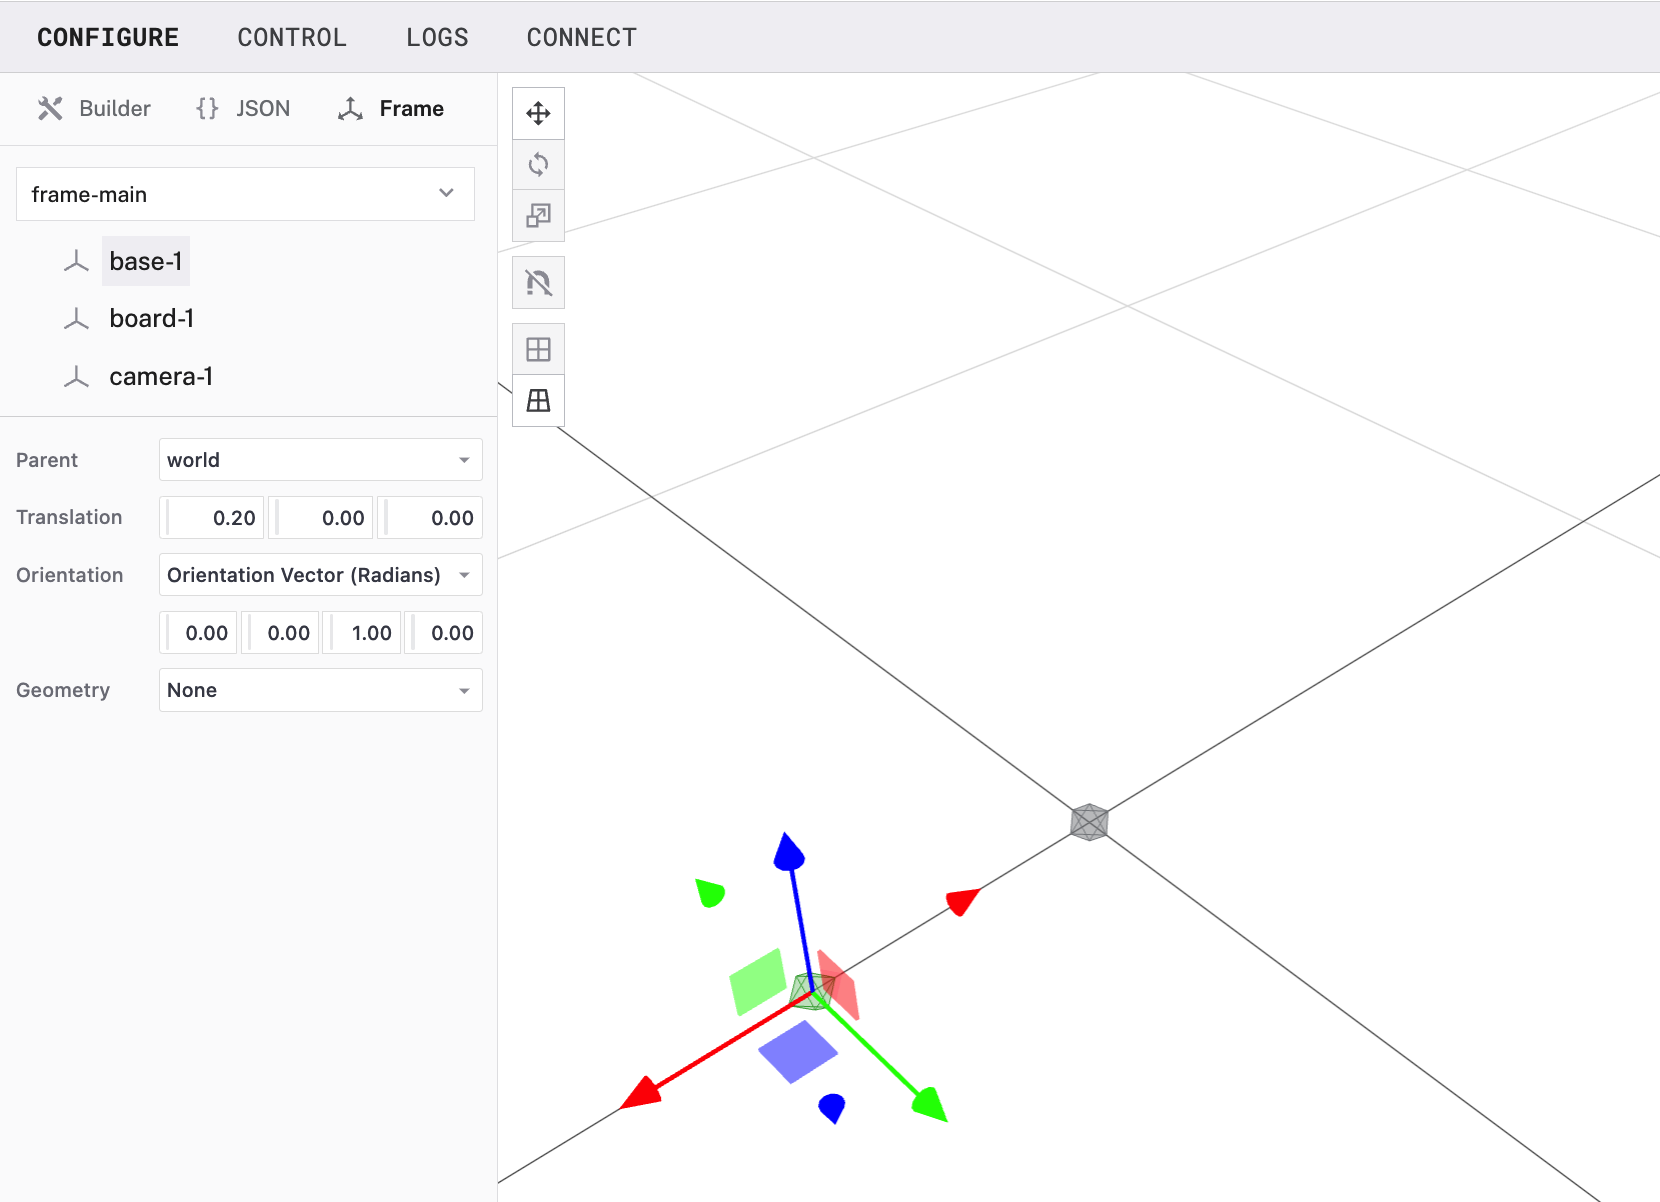 CONFIGURE CONTROL LOGS CONNECT
Builder {} JSON Frame
frame-main
base-1
board-1
camera-1
Parent world
Translation 0.20 0.00 0.00
Orientation Orientation Vector (Radians)
0.00 0.00 1.00 0.00
Geometry None